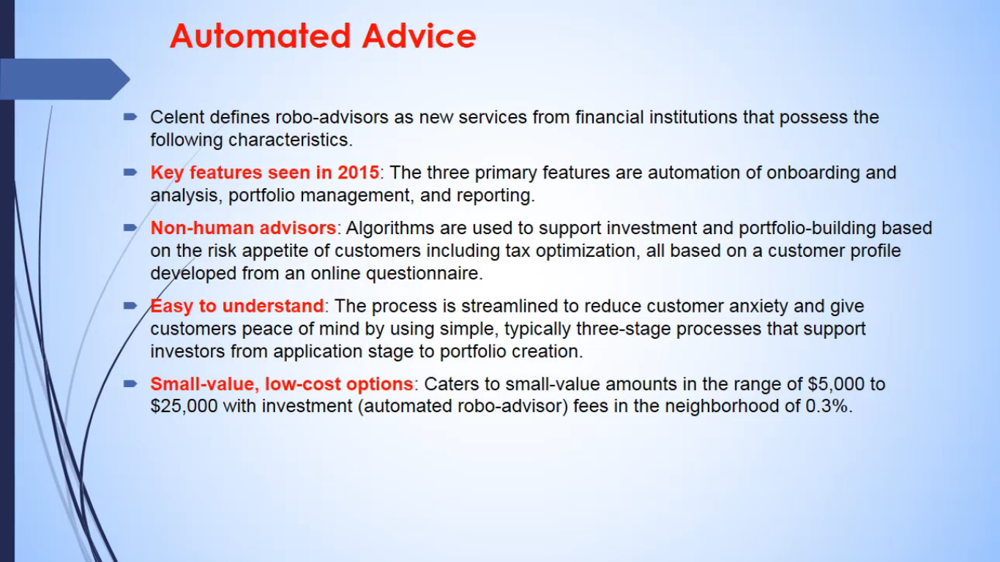 Automated Advice
Celent defines robo-advisors as new services from financial institutions that possess the
following characteristics.
Key features seen in 2015: The three primary features are automation of onboarding and
analysis, portfolio management, and reporting.
Non-human advisors: Algorithms are used to support investment and portfolio-building based
on the risk appetite of customers including tax optimization, all based on a customer profile
developed from an online questionnaire.
Easy to understand: The process is streamlined to reduce customer anxiety and give
customers peace of mind by using simple, typically three-stage processes that support
investors from application stage to portfolio creation.
Small-value, low-cost options: Caters to small-value amounts in the range of $5,000 to
$25,000 with investment (automated robo-advisor) fees in the neighborhood of 0.3%.